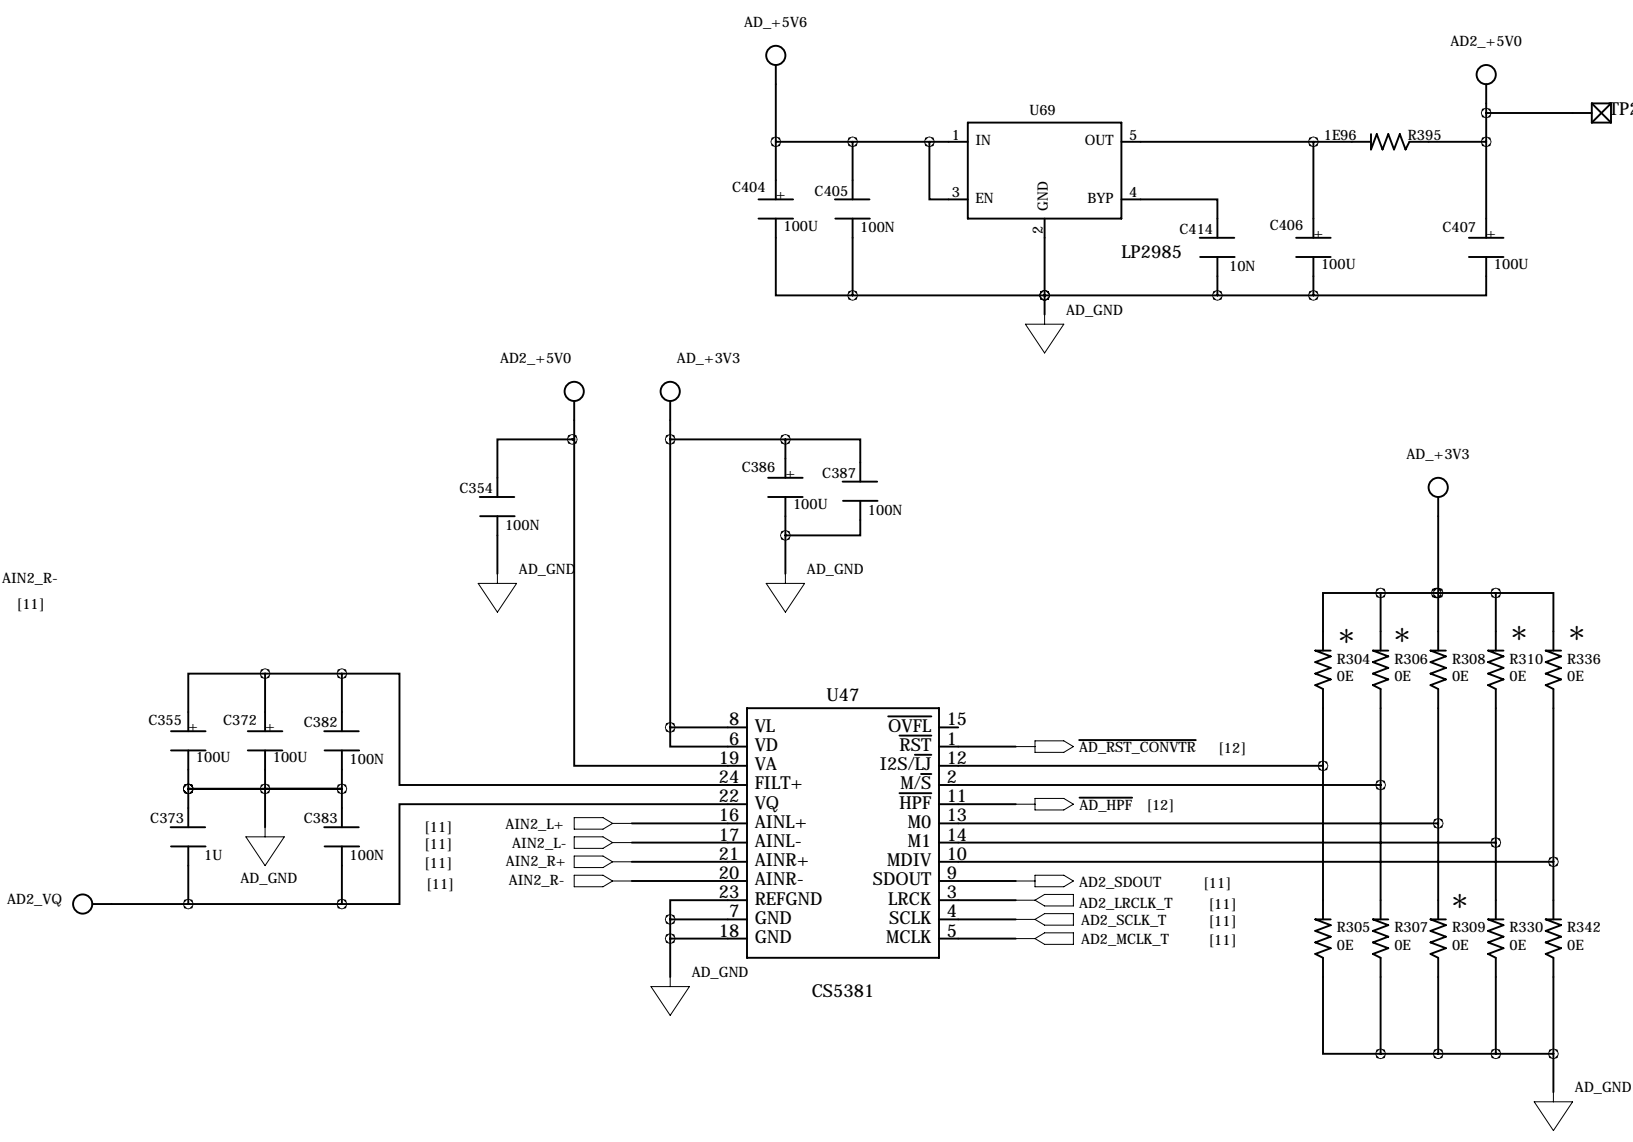 AD_+5V6
AD2_+5V0
U69
1 IN OUT 5
3 EN BYP 4
GND
2
LP2985
1E96 R395
C404 + 100U
C405 100N
C414 10N
C406 + 100U
C407 + 100U
AD_GND
AD2_+5V0
AD_+3V3
C354 100N
AD_GND
C386 + 100U
C387 100N
AD_GND
AD_+3V3
AIN2_R-
[11]
* * * *
R304 R306 R308 R310 R336
0E 0E 0E 0E 0E
C355 + 100U
C372 + 100U
C382 100N
C373 1U
C383 100N
AD_GND
AD2_VQ
U47
8 VL OVFL 15
6 VD RST 1 AD_RST_CONVTR [12]
19 VA I2S/LJ 12
24 FILT+ M/S 2
22 VQ HPF 11 AD_HPF [12]
[11] AIN2_L+ 16 AINL+ M0 13
[11] AIN2_L- 17 AINL- M1 14
[11] AIN2_R+ 21 AINR+ MDIV 10
[11] AIN2_R- 20 AINR- SDOUT 9 AD2_SDOUT [11]
23 REFGND LRCK 3 AD2_LRCLK_T [11]
7 GND SCLK 4 AD2_SCLK_T [11]
18 GND MCLK 5 AD2_MCLK_T [11]
AD_GND
CS5381
*
R305 R307 R309 R330 R342
0E 0E 0E 0E 0E
AD_GND